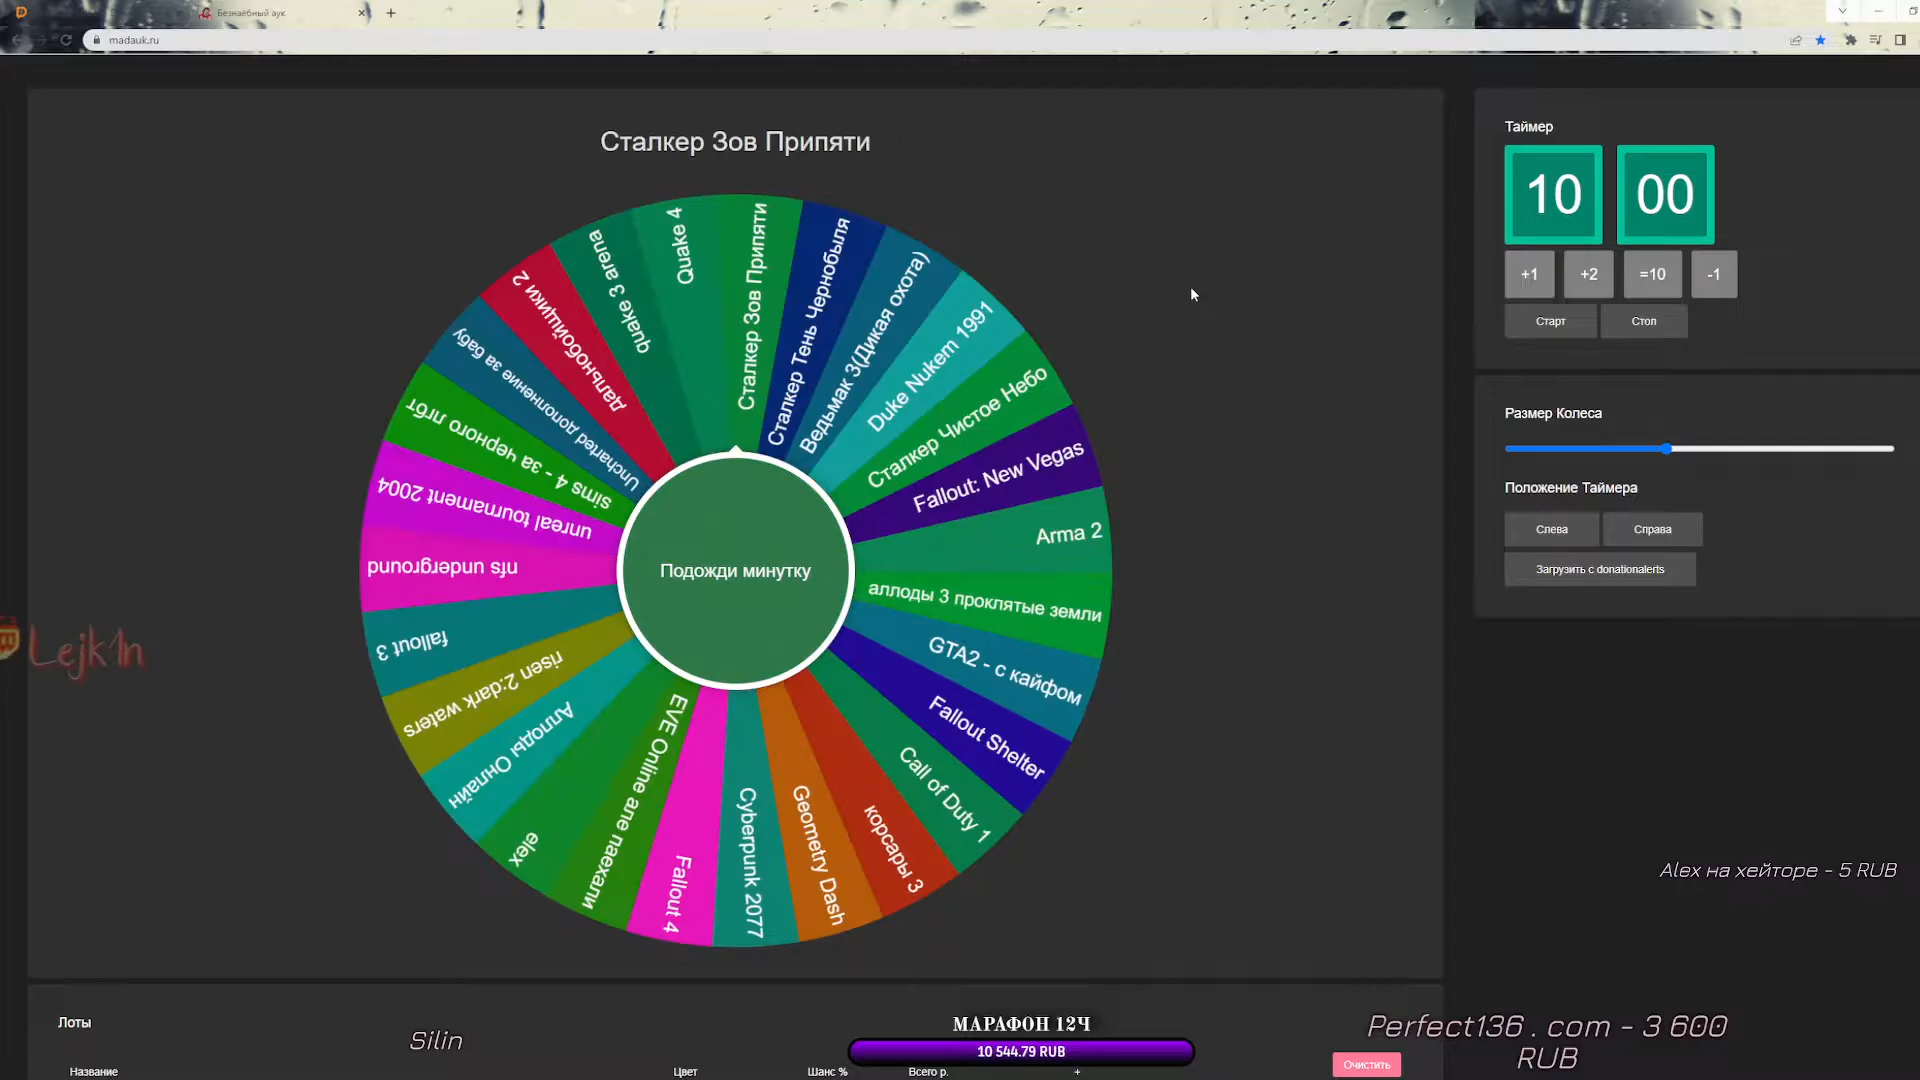 Безнаёбный аук
madauk.ru
Сталкер Зов Припяти
Таймер
10 00
+1 +2 =10 -1
Старт Стоп
Размер Колеса
Положение Таймера
Слева Справа
Загрузить с donationalerts
Сталкер Зов Припяти
Сталкер Тень Чернобыля
Ведьмак 3(Дикая охота)
Duke Nukem 1991
Сталкер Чистое Небо
Fallout: New Vegas
Arma 2
аллоды 3 проклятые земли
GTA2 - с кайфом
Fallout Shelter
Call of Duty 1
корсары 3
Geometry Dash
Cyberpunk 2077
Fallout 4
EVE Online апе паехали
elex
Аллоды Онлайн
risen 2:dark waters
fallout 3
nfs underground
unreal tournament 2004
sims 4 - за черного лгбт
Uncharted дополнение за бабу
дальнобойщики 2
quake 3 arena
Quake 4
Подожди минутку
Lejk1n
Alex на хейторе - 5 RUB
Лоты
Silin
МАРАФОН 12Ч
10 544.79 RUB
Perfect136 . com - 3 600
RUB
Название Цвет Шанс % Всего р. +
Очистить